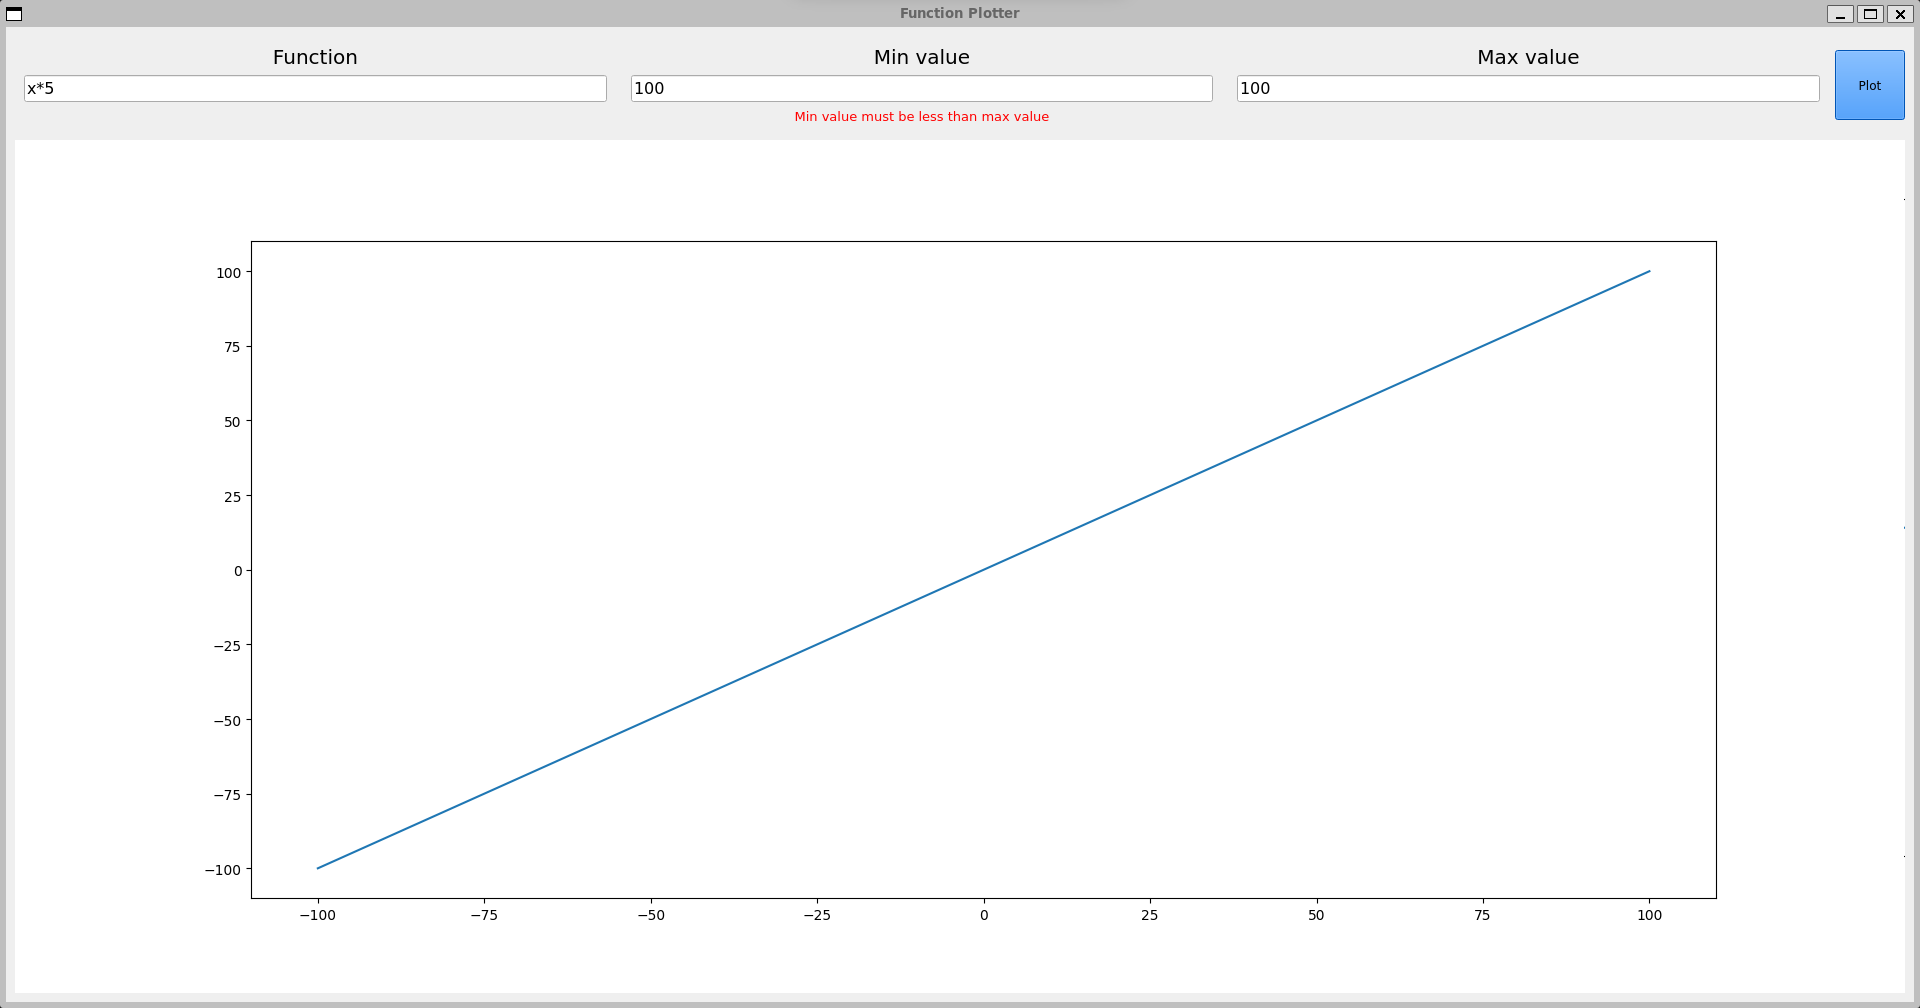 Function Plotter
Function Min value Max value
x*5 100 100 Plot
Min value must be less than max value
100
75
50
25
0
−25
−50
−75
−100
−100 −75 −50 −25 0 25 50 75 100